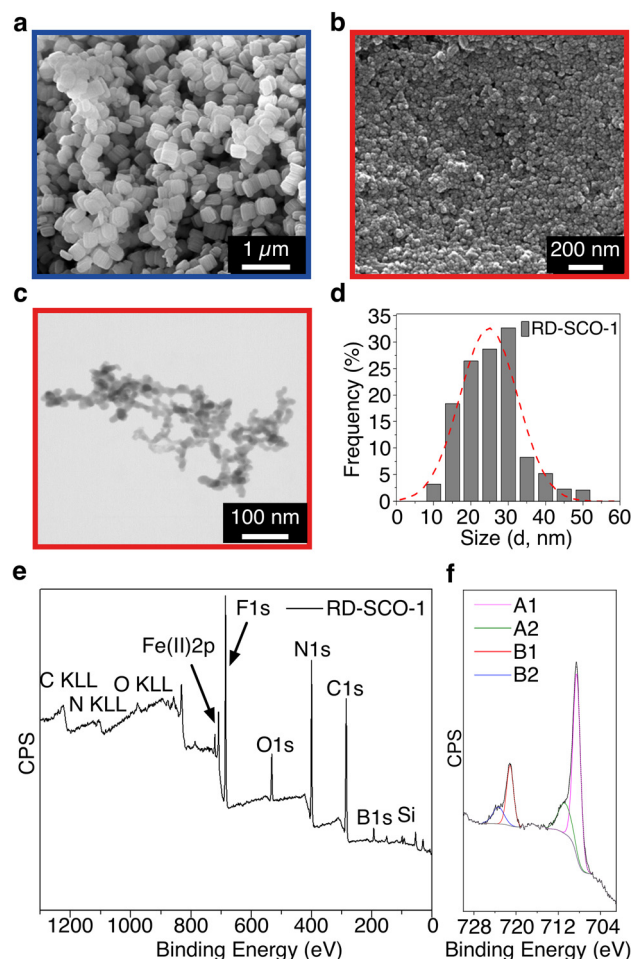 a
1 µm
b
200 nm
c
100 nm
d
35
30
25
20
15
10
5
0
Frequency (%)
RD-SCO-1
0 10 20 30 40 50 60
Size (d, nm)
e
CPS
RD-SCO-1
C KLL
N KLL
O KLL
Fe(II)2p
F1s
O1s
N1s
C1s
B1s
Si
1200 1000 800 600 400 200 0
Binding Energy (eV)
f
A1
A2
B1
B2
CPS
728 720 712 704
Binding Energy (eV)